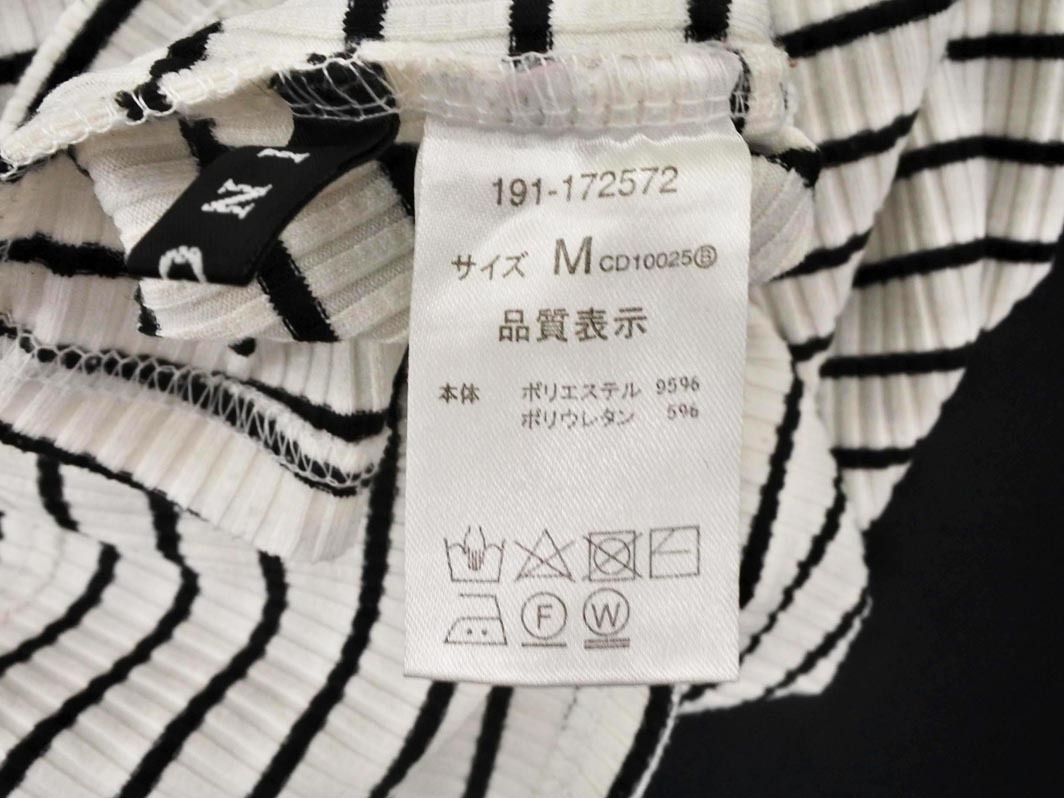 191-172572
サイズ M CD10025Ⓑ
品質表示
本体 ポリエステル 95%
ポリウレタン 5%
F W